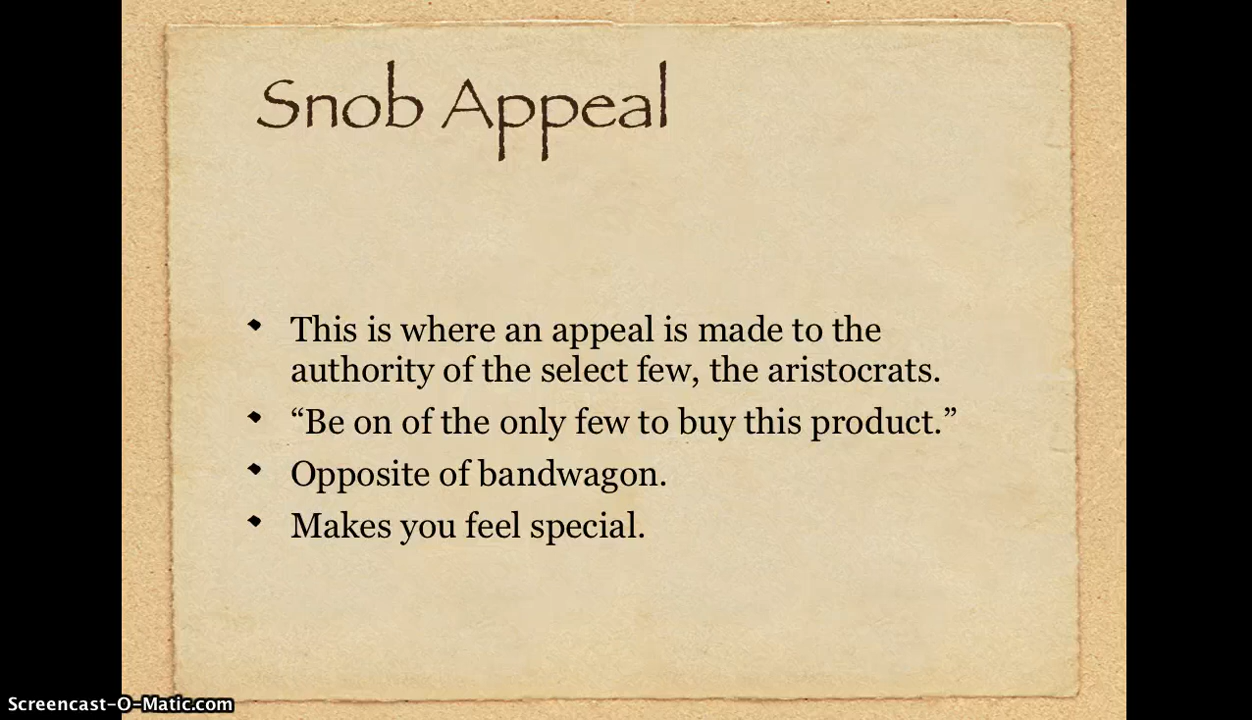 Snob Appeal
This is where an appeal is made to the
authority of the select few, the aristocrats.
“Be on of the only few to buy this product.”
Opposite of bandwagon.
Makes you feel special.
Screencast-O-Matic.com